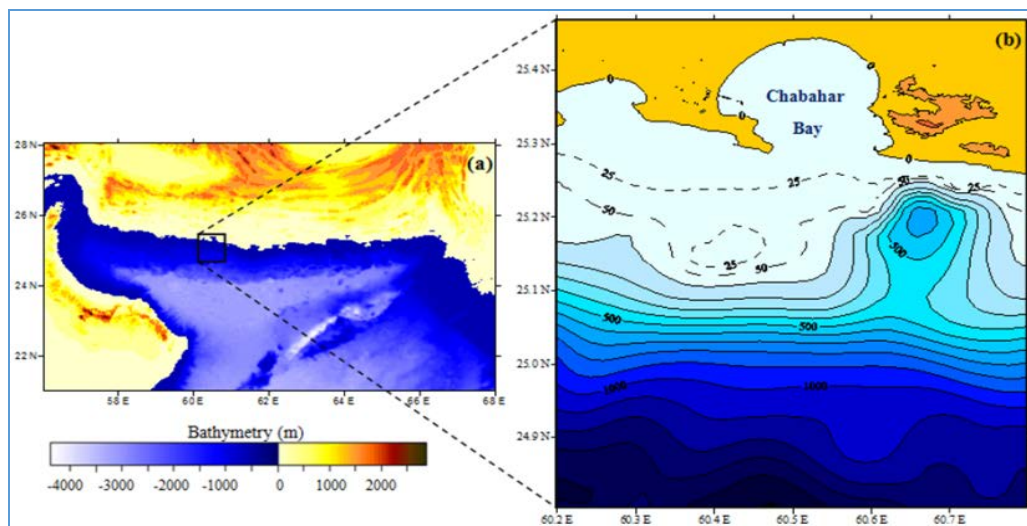 (a)
28 N
26 N
24 N
22 N
58 E
60 E
62 E
64 E
66 E
68 E
Bathymetry (m)
-4000
-3000
-2000
-1000
0
1000
2000
(b)
25.4 N
25.3 N
25.2 N
25.1 N
25.0 N
24.9 N
60.2 E
60.3 E
60.4 E
60.5 E
60.6 E
60.7 E
Chabahar
Bay
0
0
0
0
25
25
25
50
50
25
50
500
500
500
1000
1000